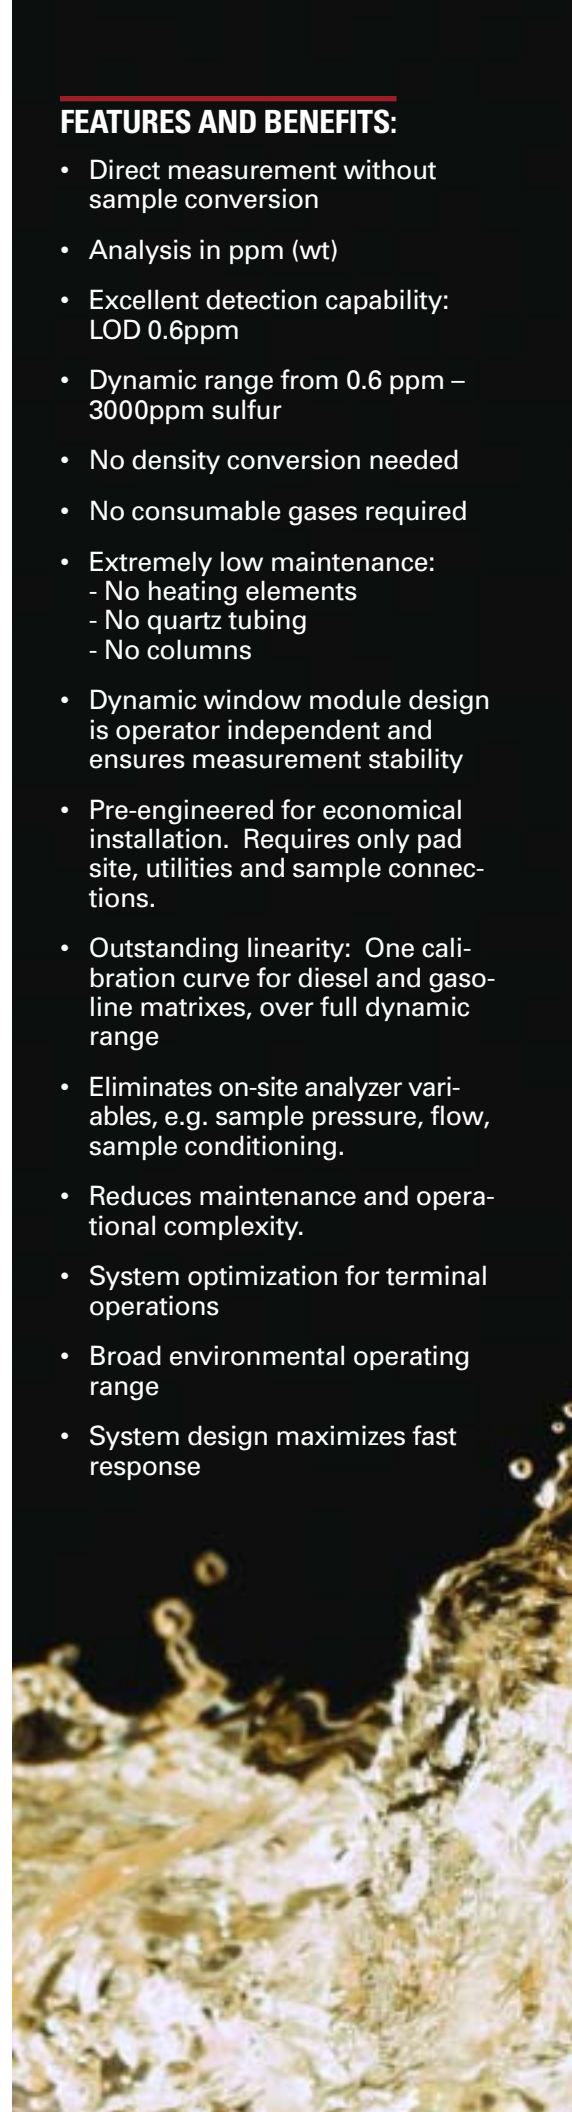 FEATURES AND BENEFITS:
• Direct measurement without
sample conversion
• Analysis in ppm (wt)
• Excellent detection capability:
LOD 0.6ppm
• Dynamic range from 0.6 ppm –
3000ppm sulfur
• No density conversion needed
• No consumable gases required
• Extremely low maintenance:
- No heating elements
- No quartz tubing
- No columns
• Dynamic window module design
is operator independent and
ensures measurement stability
• Pre-engineered for economical
installation.  Requires only pad
site, utilities and sample connec-
tions.
• Outstanding linearity:  One cali-
bration curve for diesel and gaso-
line matrixes, over full dynamic
range
• Eliminates on-site analyzer vari-
ables, e.g. sample pressure, flow,
sample conditioning.
• Reduces maintenance and opera-
tional complexity.
• System optimization for terminal
operations
• Broad environmental operating
range
• System design maximizes fast
response